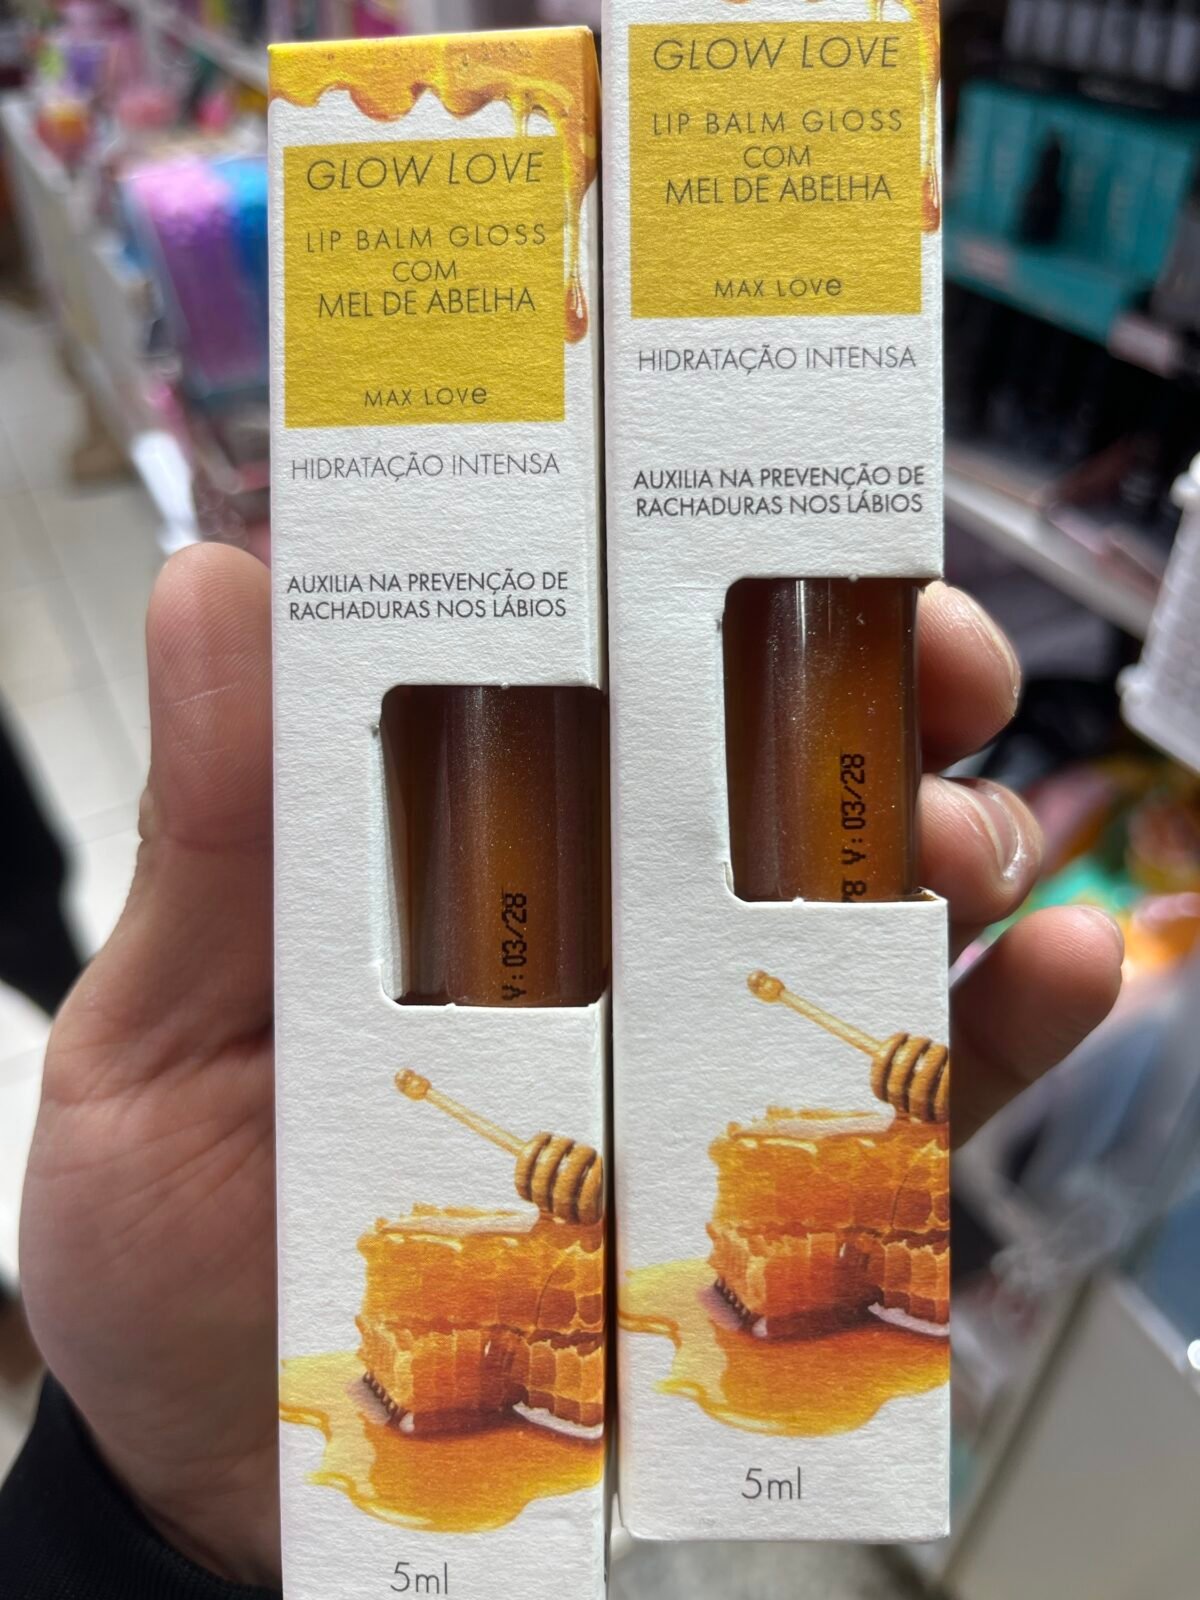 GLOW LOVE
LIP BALM GLOSS
COM
MEL DE ABELHA
MAX LOVe
HIDRATAÇÃO INTENSA
AUXILIA NA PREVENÇÃO DE
RACHADURAS NOS LÁBIOS
V: 03/28
5ml
GLOW LOVE
LIP BALM GLOSS
COM
MEL DE ABELHA
MAX LOVe
HIDRATAÇÃO INTENSA
AUXILIA NA PREVENÇÃO DE
RACHADURAS NOS LÁBIOS
V: 03/28
5ml